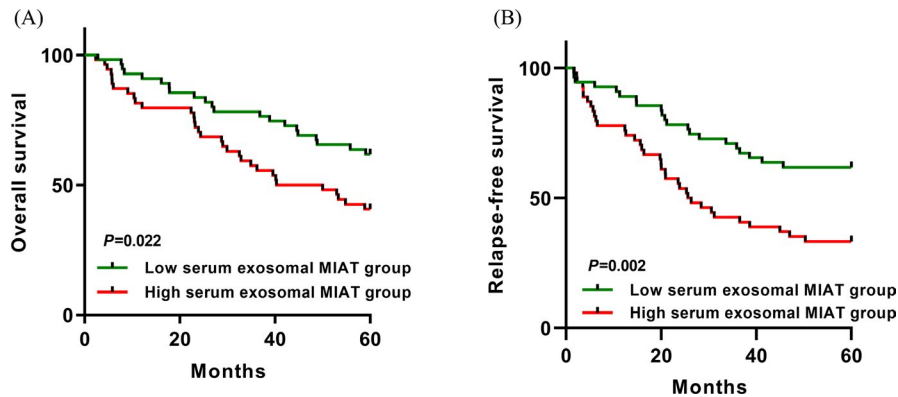 (A)
Overall survival
100
50
0
P=0.022
Low serum exosomal MIAT group
High serum exosomal MIAT group
0 20 40 60
Months
(B)
Relapse-free survival
100
50
0
P=0.002
Low serum exosomal MIAT group
High serum exosomal MIAT group
0 20 40 60
Months